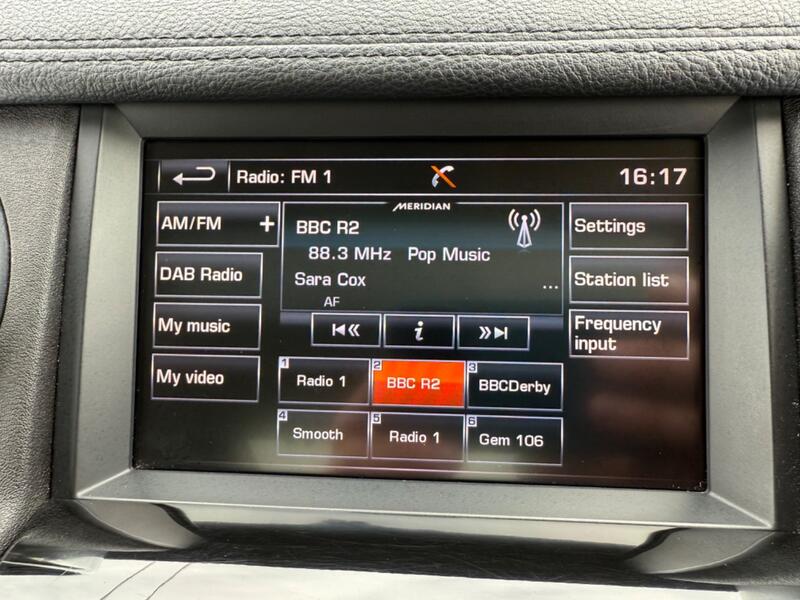 Radio: FM 1
16:17
AM/FM +
MERIDIAN
BBC R2
88.3 MHz Pop Music
Sara Cox
...
AF
Settings
DAB Radio
Station list
My music
i
Frequency
input
My video
1 Radio 1
2 BBC R2
3 BBCDerby
4 Smooth
5 Radio 1
6 Gem 106